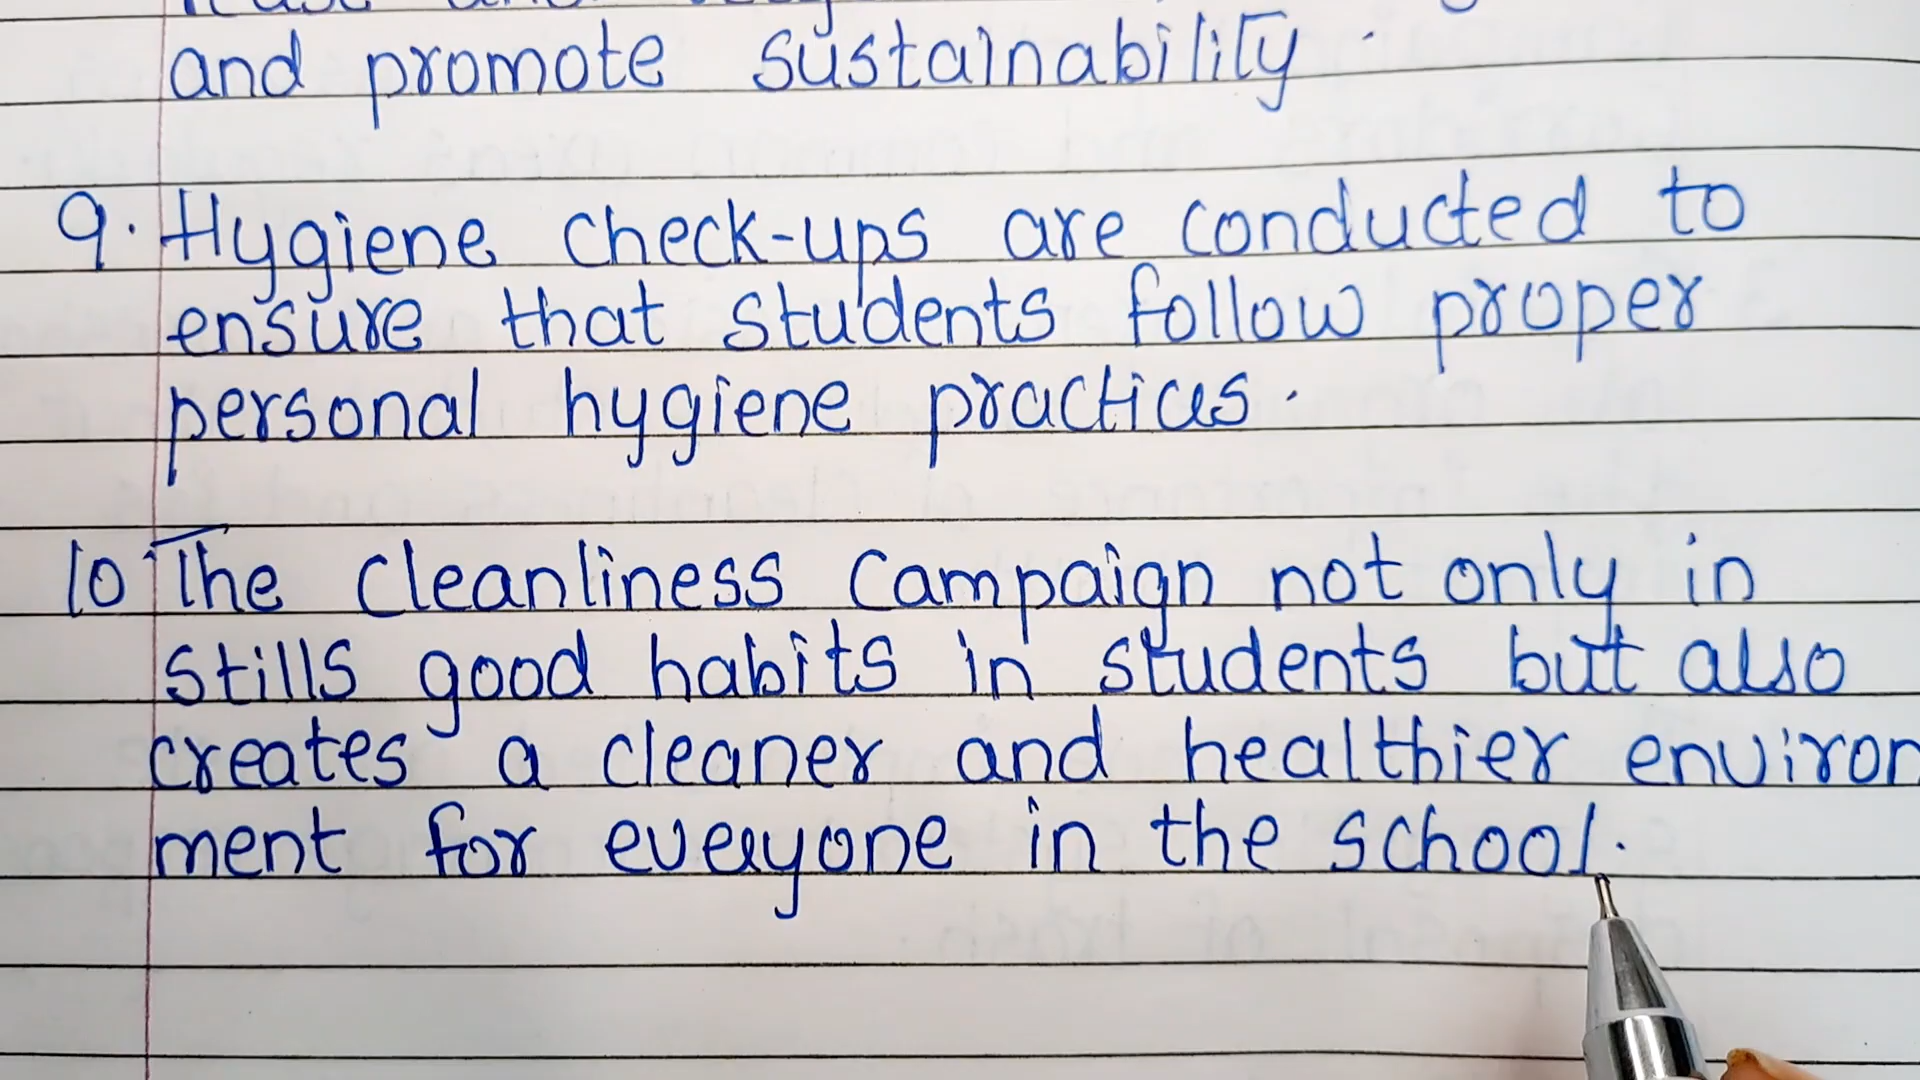 and promote sustainability.
9. Hygiene check-ups are conducted to
ensure that students follow proper
personal hygiene practices.
10 The cleanliness campaign not only in
stills good habits in students but also
creates a cleaner and healthier environ
ment for everyone in the school.